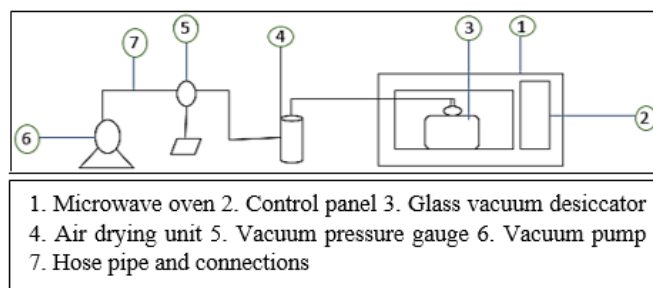 7
5
4
3
1
6
2
1. Microwave oven 2. Control panel 3. Glass vacuum desiccator
4. Air drying unit 5. Vacuum pressure gauge 6. Vacuum pump
7. Hose pipe and connections